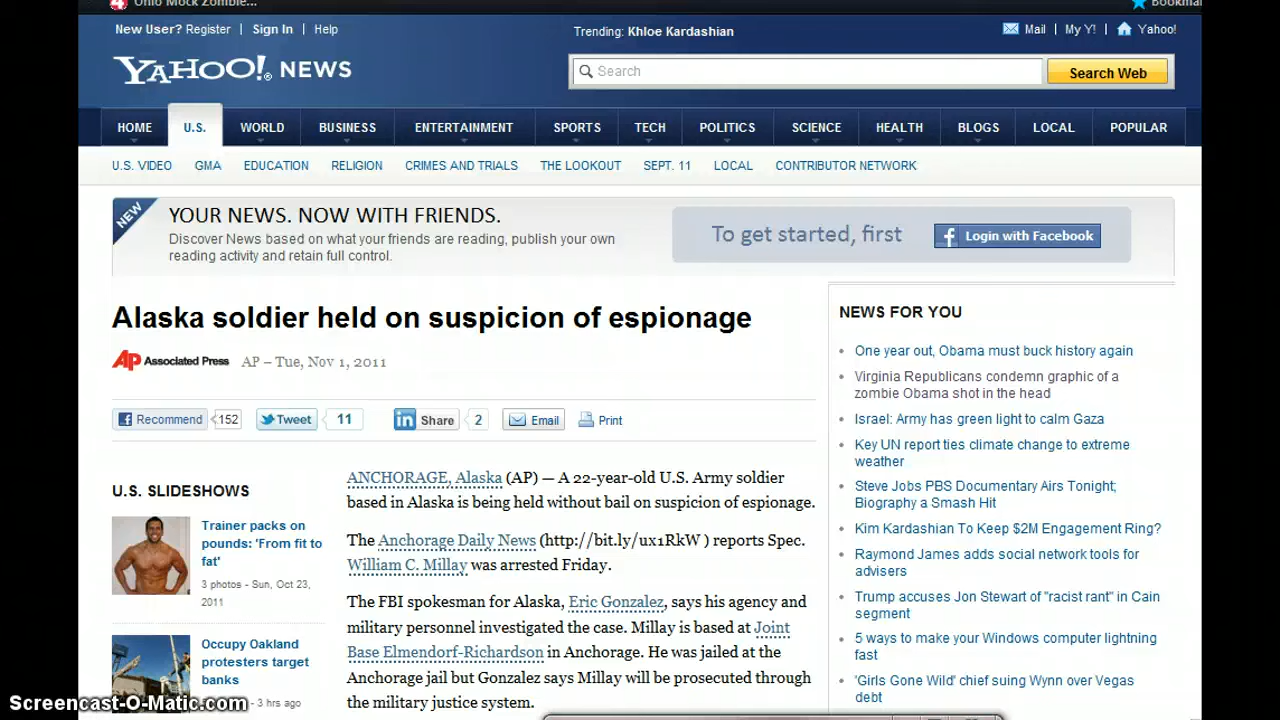 Ohio Mock Zombie...
New User? Register | Sign In | Help
Trending: Khloe Kardashian
Mail | My Y! | Yahoo!
YAHOO! NEWS
Search
Search Web
HOME U.S. WORLD BUSINESS ENTERTAINMENT SPORTS TECH POLITICS SCIENCE HEALTH BLOGS LOCAL POPULAR
U.S. VIDEO GMA EDUCATION RELIGION CRIMES AND TRIALS THE LOOKOUT SEPT. 11 LOCAL CONTRIBUTOR NETWORK
NEW
YOUR NEWS. NOW WITH FRIENDS.
Discover News based on what your friends are reading, publish your own
reading activity and retain full control.
To get started, first
f Login with Facebook
Alaska soldier held on suspicion of espionage
AP Associated Press AP – Tue, Nov 1, 2011
Recommend 152 Tweet 11 in Share 2 Email Print
U.S. SLIDESHOWS
Trainer packs on
pounds: 'From fit to
fat'
3 photos - Sun, Oct 23,
2011
Occupy Oakland
protesters target
banks
- 3 hrs ago
ANCHORAGE, Alaska (AP) — A 22-year-old U.S. Army soldier
based in Alaska is being held without bail on suspicion of espionage.
The Anchorage Daily News (http://bit.ly/ux1RkW ) reports Spec.
William C. Millay was arrested Friday.
The FBI spokesman for Alaska, Eric Gonzalez, says his agency and
military personnel investigated the case. Millay is based at Joint
Base Elmendorf-Richardson in Anchorage. He was jailed at the
Anchorage jail but Gonzalez says Millay will be prosecuted through
the military justice system.
NEWS FOR YOU
One year out, Obama must buck history again
Virginia Republicans condemn graphic of a
zombie Obama shot in the head
Israel: Army has green light to calm Gaza
Key UN report ties climate change to extreme
weather
Steve Jobs PBS Documentary Airs Tonight;
Biography a Smash Hit
Kim Kardashian To Keep $2M Engagement Ring?
Raymond James adds social network tools for
advisers
Trump accuses Jon Stewart of "racist rant" in Cain
segment
5 ways to make your Windows computer lightning
fast
'Girls Gone Wild' chief suing Wynn over Vegas
debt
Screencast-O-Matic.com